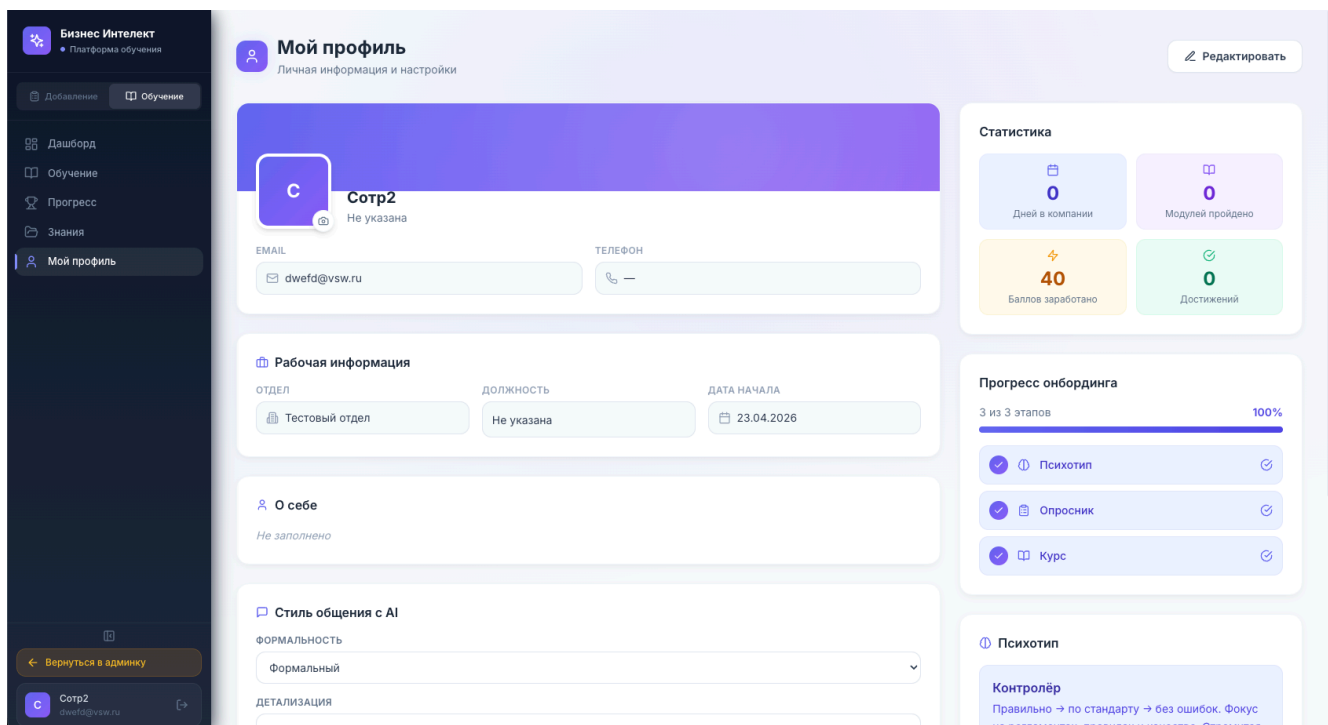 Бизнес Интелект
Платформа обучения
Добавление
Обучение
Дашборд
Обучение
Прогресс
Знания
Мой профиль
Вернуться в админку
С
Сотр2
dwefd@vsw.ru
Мой профиль
Личная информация и настройки
Редактировать
С
Сотр2
Не указана
EMAIL
ТЕЛЕФОН
dwefd@vsw.ru
—
Рабочая информация
ОТДЕЛ
ДОЛЖНОСТЬ
ДАТА НАЧАЛА
Тестовый отдел
Не указана
23.04.2026
О себе
Не заполнено
Стиль общения с AI
ФОРМАЛЬНОСТЬ
Формальный
ДЕТАЛИЗАЦИЯ
Статистика
0
Дней в компании
0
Модулей пройдено
40
Баллов заработано
0
Достижений
Прогресс онбординга
3 из 3 этапов
100%
Психотип
Опросник
Курс
Психотип
Контролёр
Правильно → по стандарту → без ошибок. Фокус